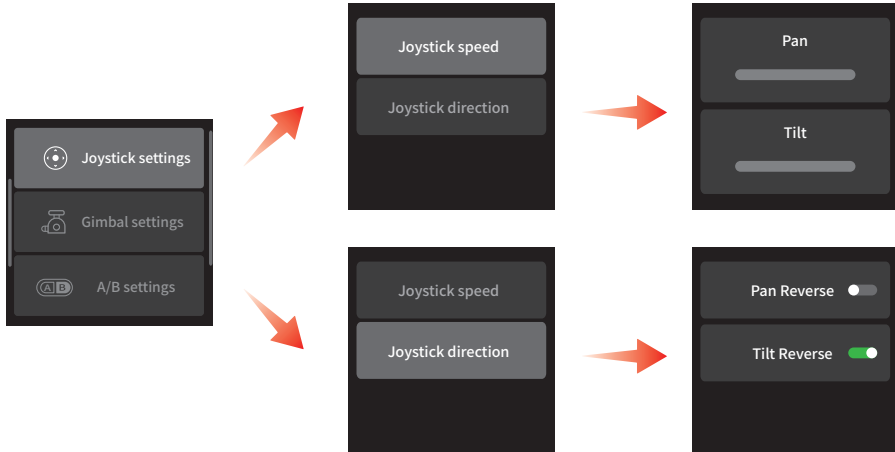 Joystick settings
Gimbal settings
A B
A/B settings
Joystick speed
Joystick direction
Pan
Tilt
Joystick speed
Joystick direction
Pan Reverse
Tilt Reverse